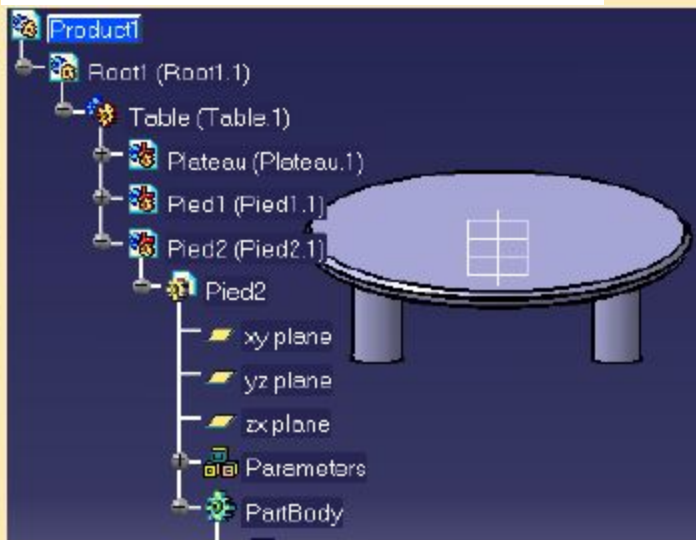 Product1
Root1 (Root1.1)
Table (Table.1)
Plateau (Plateau.1)
Pied1 (Pied1.1)
Pied2 (Pied2.1)
Pied2
xy plane
yz plane
zx plane
Parameters
PartBody